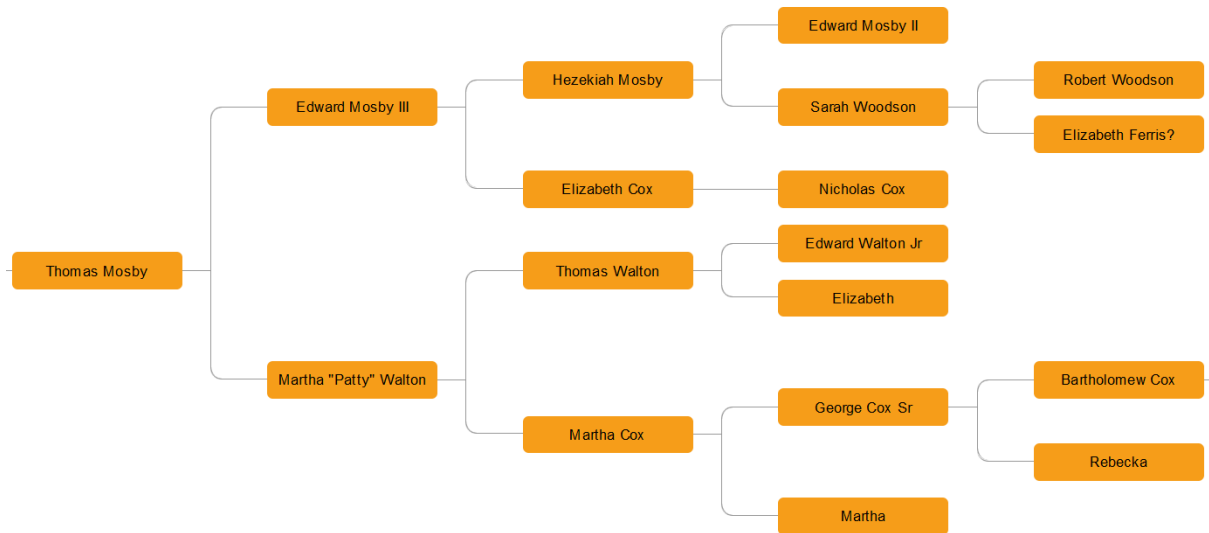 Edward Mosby II
Hezekiah Mosby
Robert Woodson
Edward Mosby III
Sarah Woodson
Elizabeth Ferris?
Elizabeth Cox
Nicholas Cox
Edward Walton Jr
Thomas Mosby
Thomas Walton
Elizabeth
Martha "Patty" Walton
Bartholomew Cox
George Cox Sr
Martha Cox
Rebecka
Martha